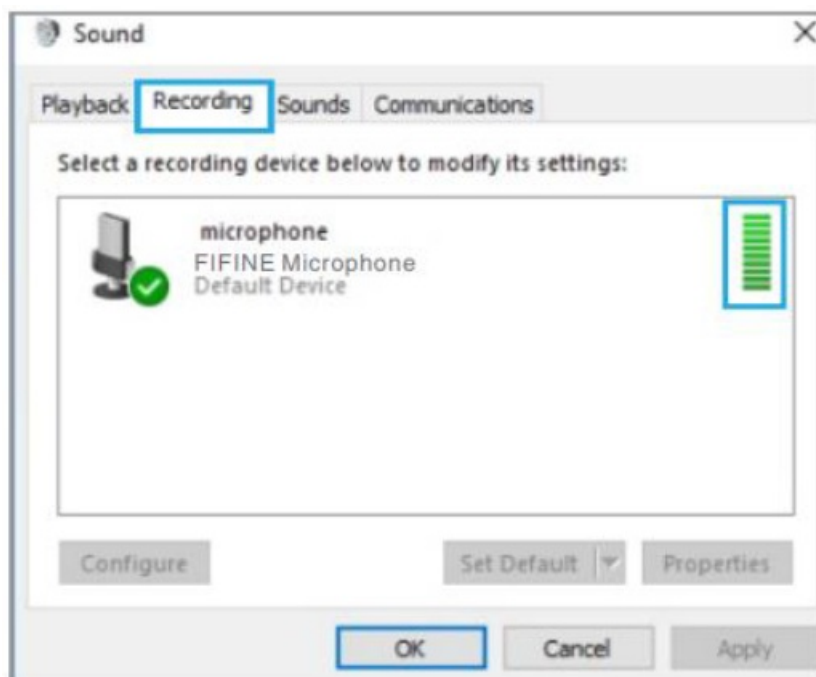 Sound
Playback Recording Sounds Communications
Select a recording device below to modify its settings:
microphone
FIFINE Microphone
Default Device
Configure Set Default Properties
OK Cancel Apply